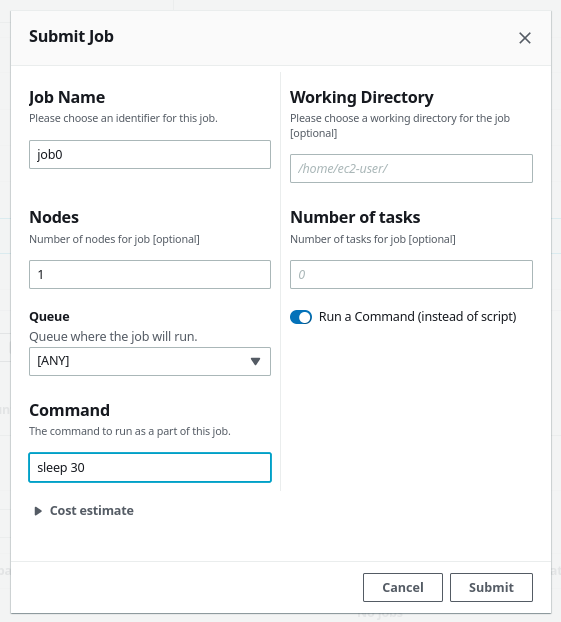 Submit Job
Job Name
Please choose an identifier for this job.
job0
Working Directory
Please choose a working directory for the job
[optional]
/home/ec2-user/
Nodes
Number of nodes for job [optional]
1
Number of tasks
Number of tasks for job [optional]
0
Queue
Queue where the job will run.
[ANY]
Run a Command (instead of script)
Command
The command to run as a part of this job.
sleep 30
Cost estimate
Cancel
Submit
No jobs